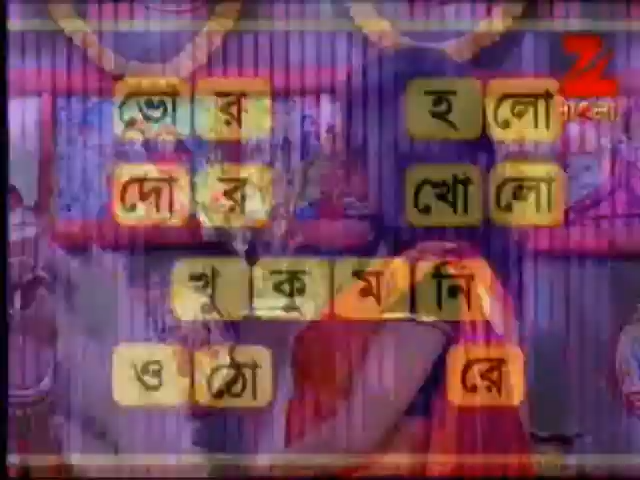 ভোর হলো
বাংলা
দোর খোলো
খুকুমনি
ওঠো রে